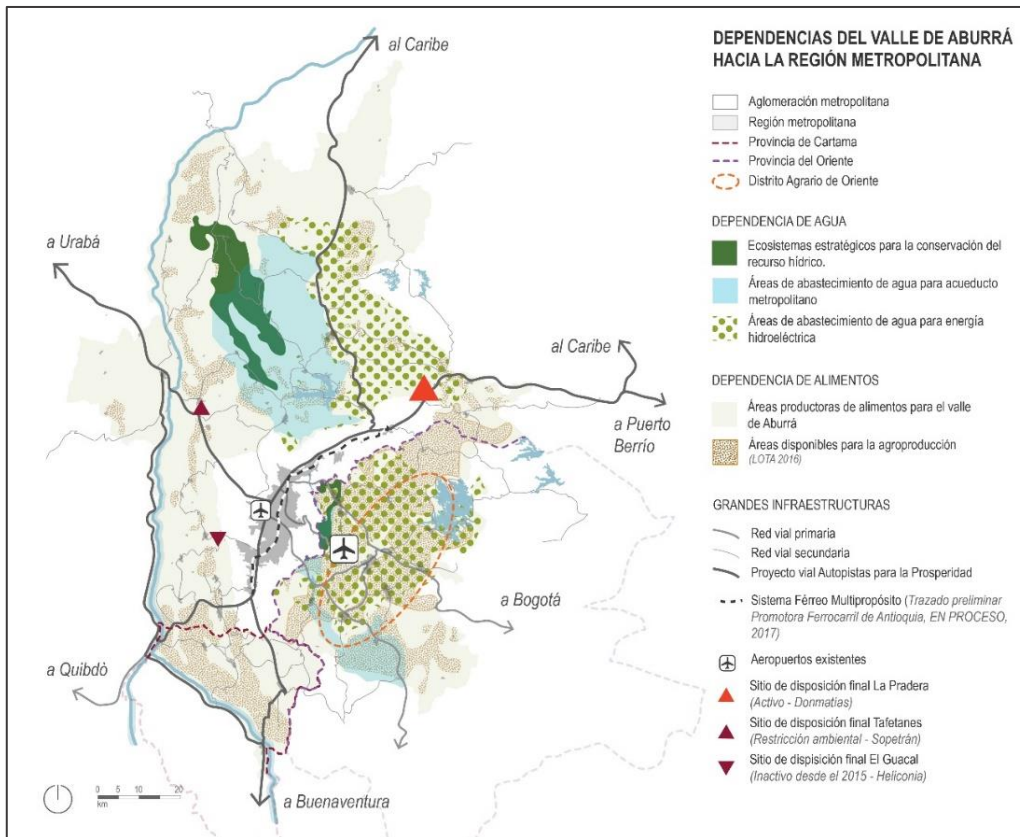 DEPENDENCIAS DEL VALLE DE ABURRÁ
HACIA LA REGIÓN METROPOLITANA
Aglomeración metropolitana
Región metropolitana
Provincia de Cartama
Provincia del Oriente
Distrito Agrario de Oriente
DEPENDENCIA DE AGUA
Ecosistemas estratégicos para la conservación del
recurso hídrico.
Áreas de abastecimiento de agua para acueducto
metropolitano
Áreas de abastecimiento de agua para energía
hidroeléctrica
DEPENDENCIA DE ALIMENTOS
Áreas productoras de alimentos para el valle
de Aburrá
Áreas disponibles para la agroproducción
(LOTA 2016)
GRANDES INFRAESTRUCTURAS
Red vial primaria
Red vial secundaria
Proyecto vial Autopistas para la Prosperidad
Sistema Férreo Multipropósito (Trazado preliminar
Promotora Ferrocarril de Antioquia, EN PROCESO,
2017)
Aeropuertos existentes
Sitio de disposición final La Pradera
(Activo - Donmatias)
Sitio de disposición final Tafetanes
(Restricción ambiental - Sopetrán)
Sitio de dispisición final El Guacal
(Inactivo desde el 2015 - Heliconia)
al Caribe
a Urabá
al Caribe
a Puerto
Berrío
a Bogotá
a Quibdò
a Buenaventura
0 5 10 20
km